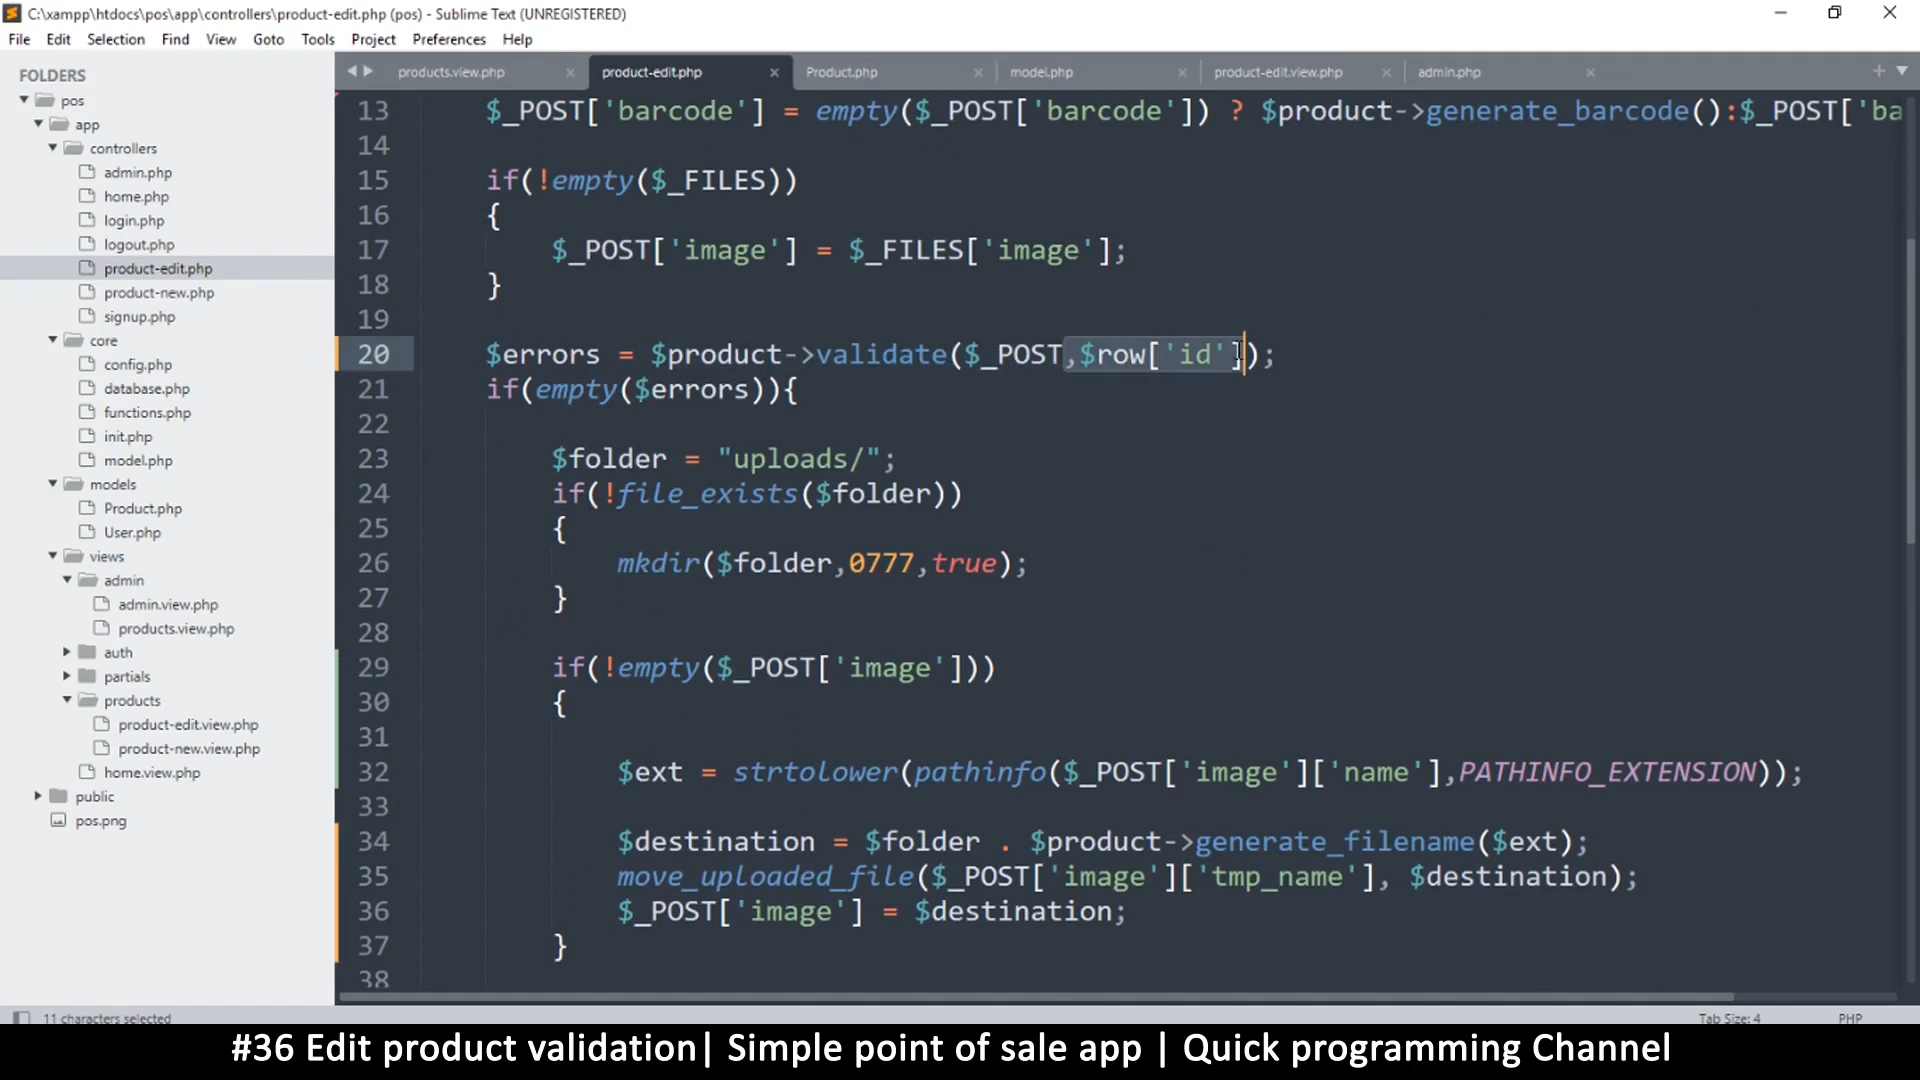 C:\xampp\htdocs\pos\app\controllers\product-edit.php (pos) - Sublime Text (UNREGISTERED)
File Edit Selection Find View Goto Tools Project Preferences Help
FOLDERS
pos
app
controllers
admin.php
home.php
login.php
logout.php
product-edit.php
product-new.php
signup.php
core
config.php
database.php
functions.php
init.php
model.php
models
Product.php
User.php
views
admin
admin.view.php
products.view.php
auth
partials
products
product-edit.view.php
product-new.view.php
home.view.php
public
pos.png
products.view.php product-edit.php Product.php model.php product-edit.view.php admin.php
13 $_POST['barcode'] = empty($_POST['barcode']) ? $product->generate_barcode():$_POST['ba
14
15 if(!empty($_FILES))
16 {
17 $_POST['image'] = $_FILES['image'];
18 }
19
20 $errors = $product->validate($_POST,$row['id']);
21 if(empty($errors)){
22
23 $folder = "uploads/";
24 if(!file_exists($folder))
25 {
26 mkdir($folder,0777,true);
27 }
28
29 if(!empty($_POST['image']))
30 {
31
32 $ext = strtolower(pathinfo($_POST['image']['name'],PATHINFO_EXTENSION));
33
34 $destination = $folder . $product->generate_filename($ext);
35 move_uploaded_file($_POST['image']['tmp_name'], $destination);
36 $_POST['image'] = $destination;
37 }
38
11 characters selected Tab Size: 4 PHP
#36 Edit product validation| Simple point of sale app | Quick programming Channel